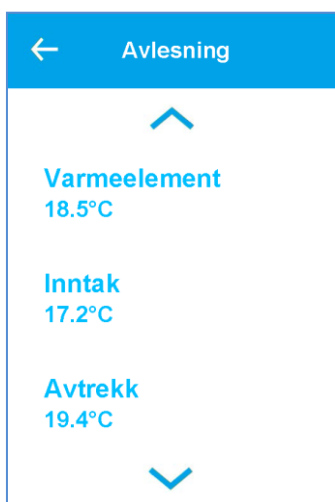 Avlesning
Varmeelement
18.5°C
Inntak
17.2°C
Avtrekk
19.4°C